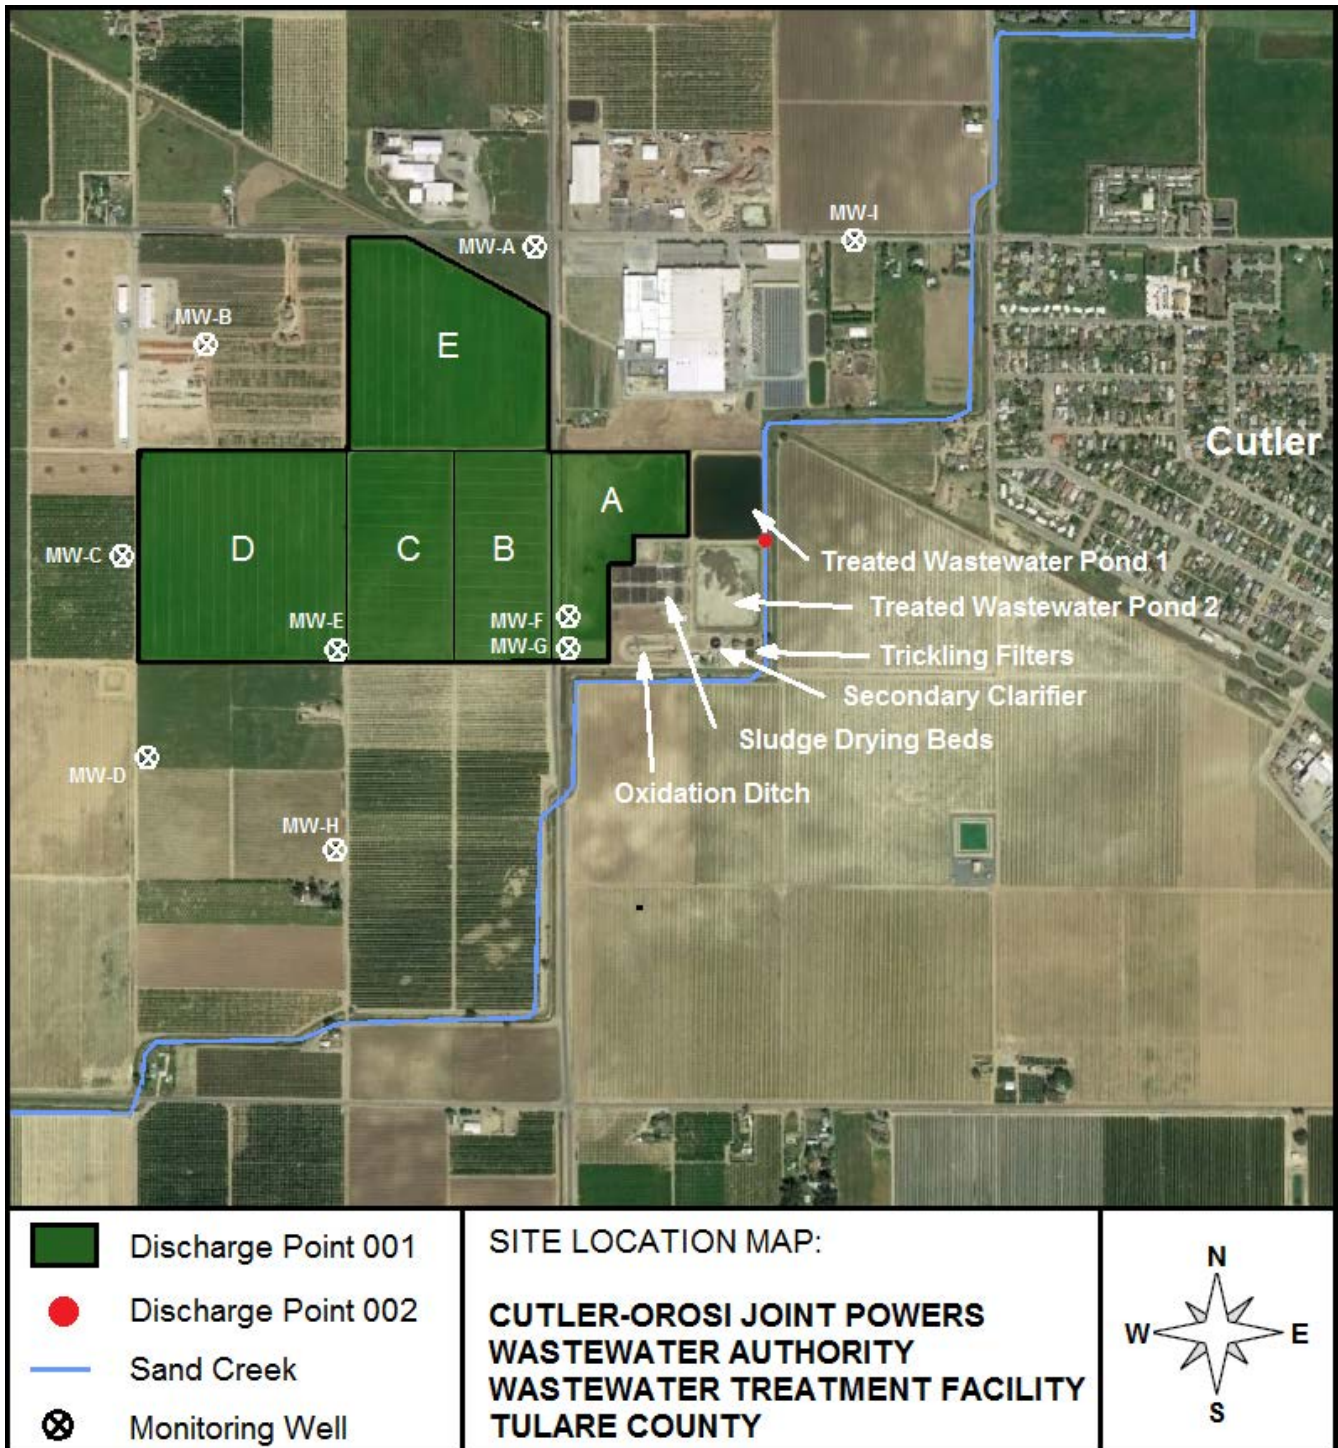 MW-I
MW-A
MW-B
E
Cutler
A
D
C
B
MW-C
Treated Wastewater Pond 1
Treated Wastewater Pond 2
MW-E
MW-F
MW-G
Trickling Filters
Secondary Clarifier
Sludge Drying Beds
MW-D
Oxidation Ditch
MW-H
Discharge Point 001
Discharge Point 002
Sand Creek
Monitoring Well
SITE LOCATION MAP:
CUTLER-OROSI JOINT POWERS
WASTEWATER AUTHORITY
WASTEWATER TREATMENT FACILITY
TULARE COUNTY
N
W
E
S